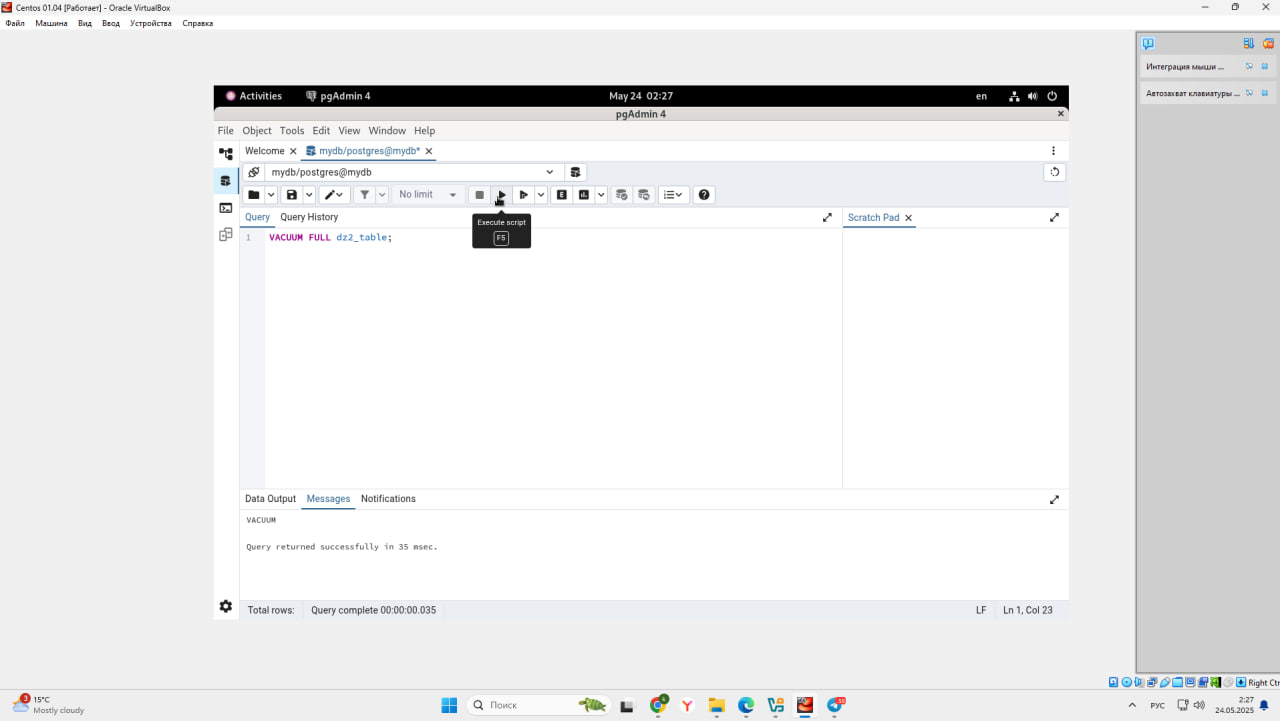 Centos 01.04 [Работает] - Oracle VirtualBox
Файл Машина Вид Ввод Устройства Справка
Интеграция мыши ...
Автозахват клавиатуры ...
Activities pgAdmin 4 May 24 02:27 en
pgAdmin 4
File Object Tools Edit View Window Help
Welcome mydb/postgres@mydb*
mydb/postgres@mydb
No limit
Query Query History Scratch Pad
Execute script
F5
1 VACUUM FULL dz2_table;
Data Output Messages Notifications
VACUUM
Query returned successfully in 35 msec.
Total rows: Query complete 00:00:00.035 LF Ln 1, Col 23
Right Ctr
3 15°C
Mostly cloudy
Поиск
РУС
2:27
24.05.2025